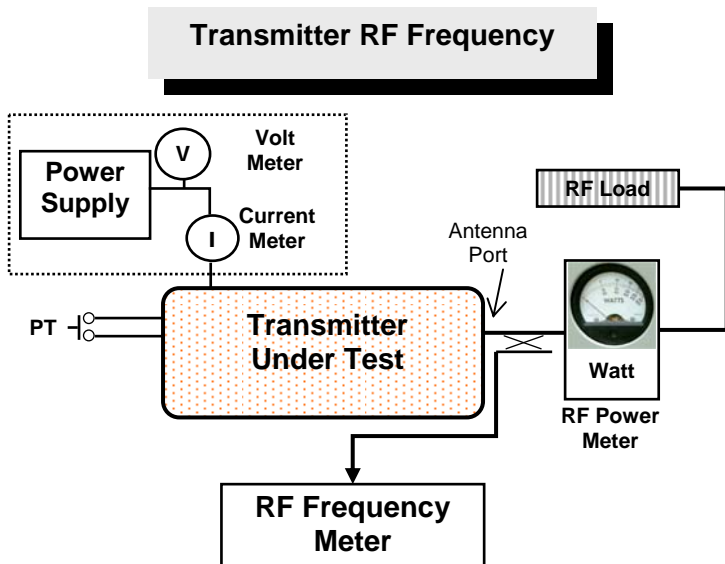 Transmitter RF Frequency
Volt
Meter
V
Power
Supply
Current
Meter
I
RF Load
Antenna
Port
WATTS
PT
Transmitter
Under Test
Watt
RF Power
Meter
RF Frequency
Meter